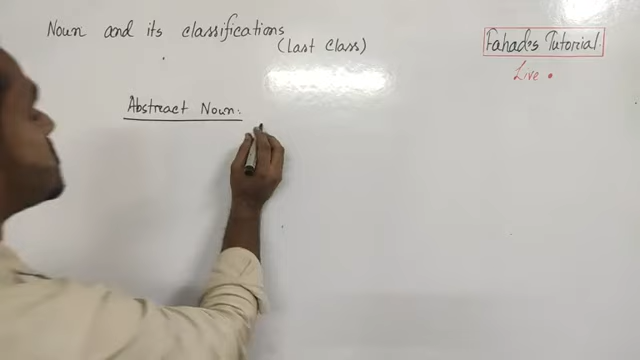 Noun and its classifications
(Last Class)
Fahad's Tutorial
Live
Abstract Noun: